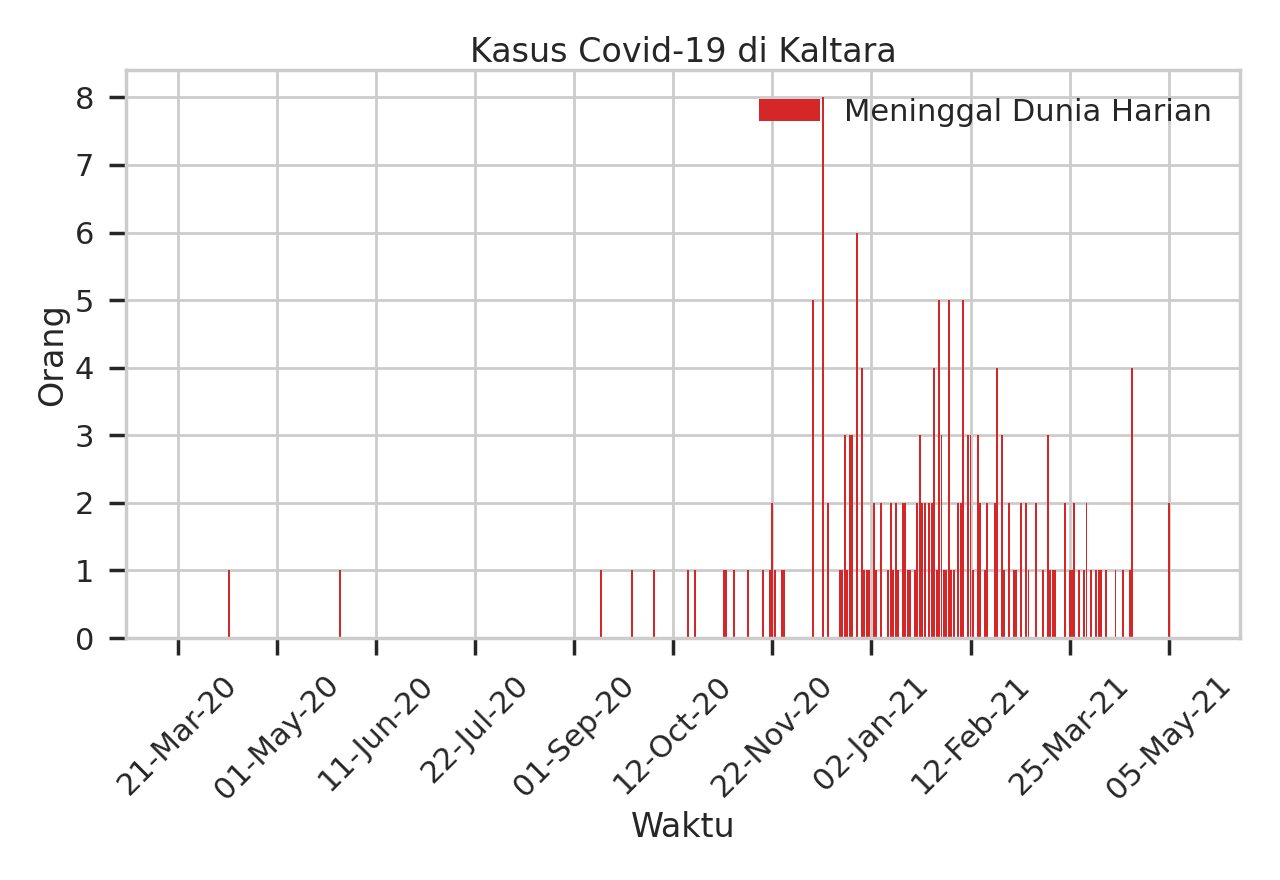 Kasus Covid-19 di Kaltara
Meninggal Dunia Harian
8
7
6
5
4
3
2
1
0
Orang
21-Mar-20
01-May-20
11-Jun-20
22-Jul-20
01-Sep-20
12-Oct-20
22-Nov-20
02-Jan-21
12-Feb-21
25-Mar-21
05-May-21
Waktu